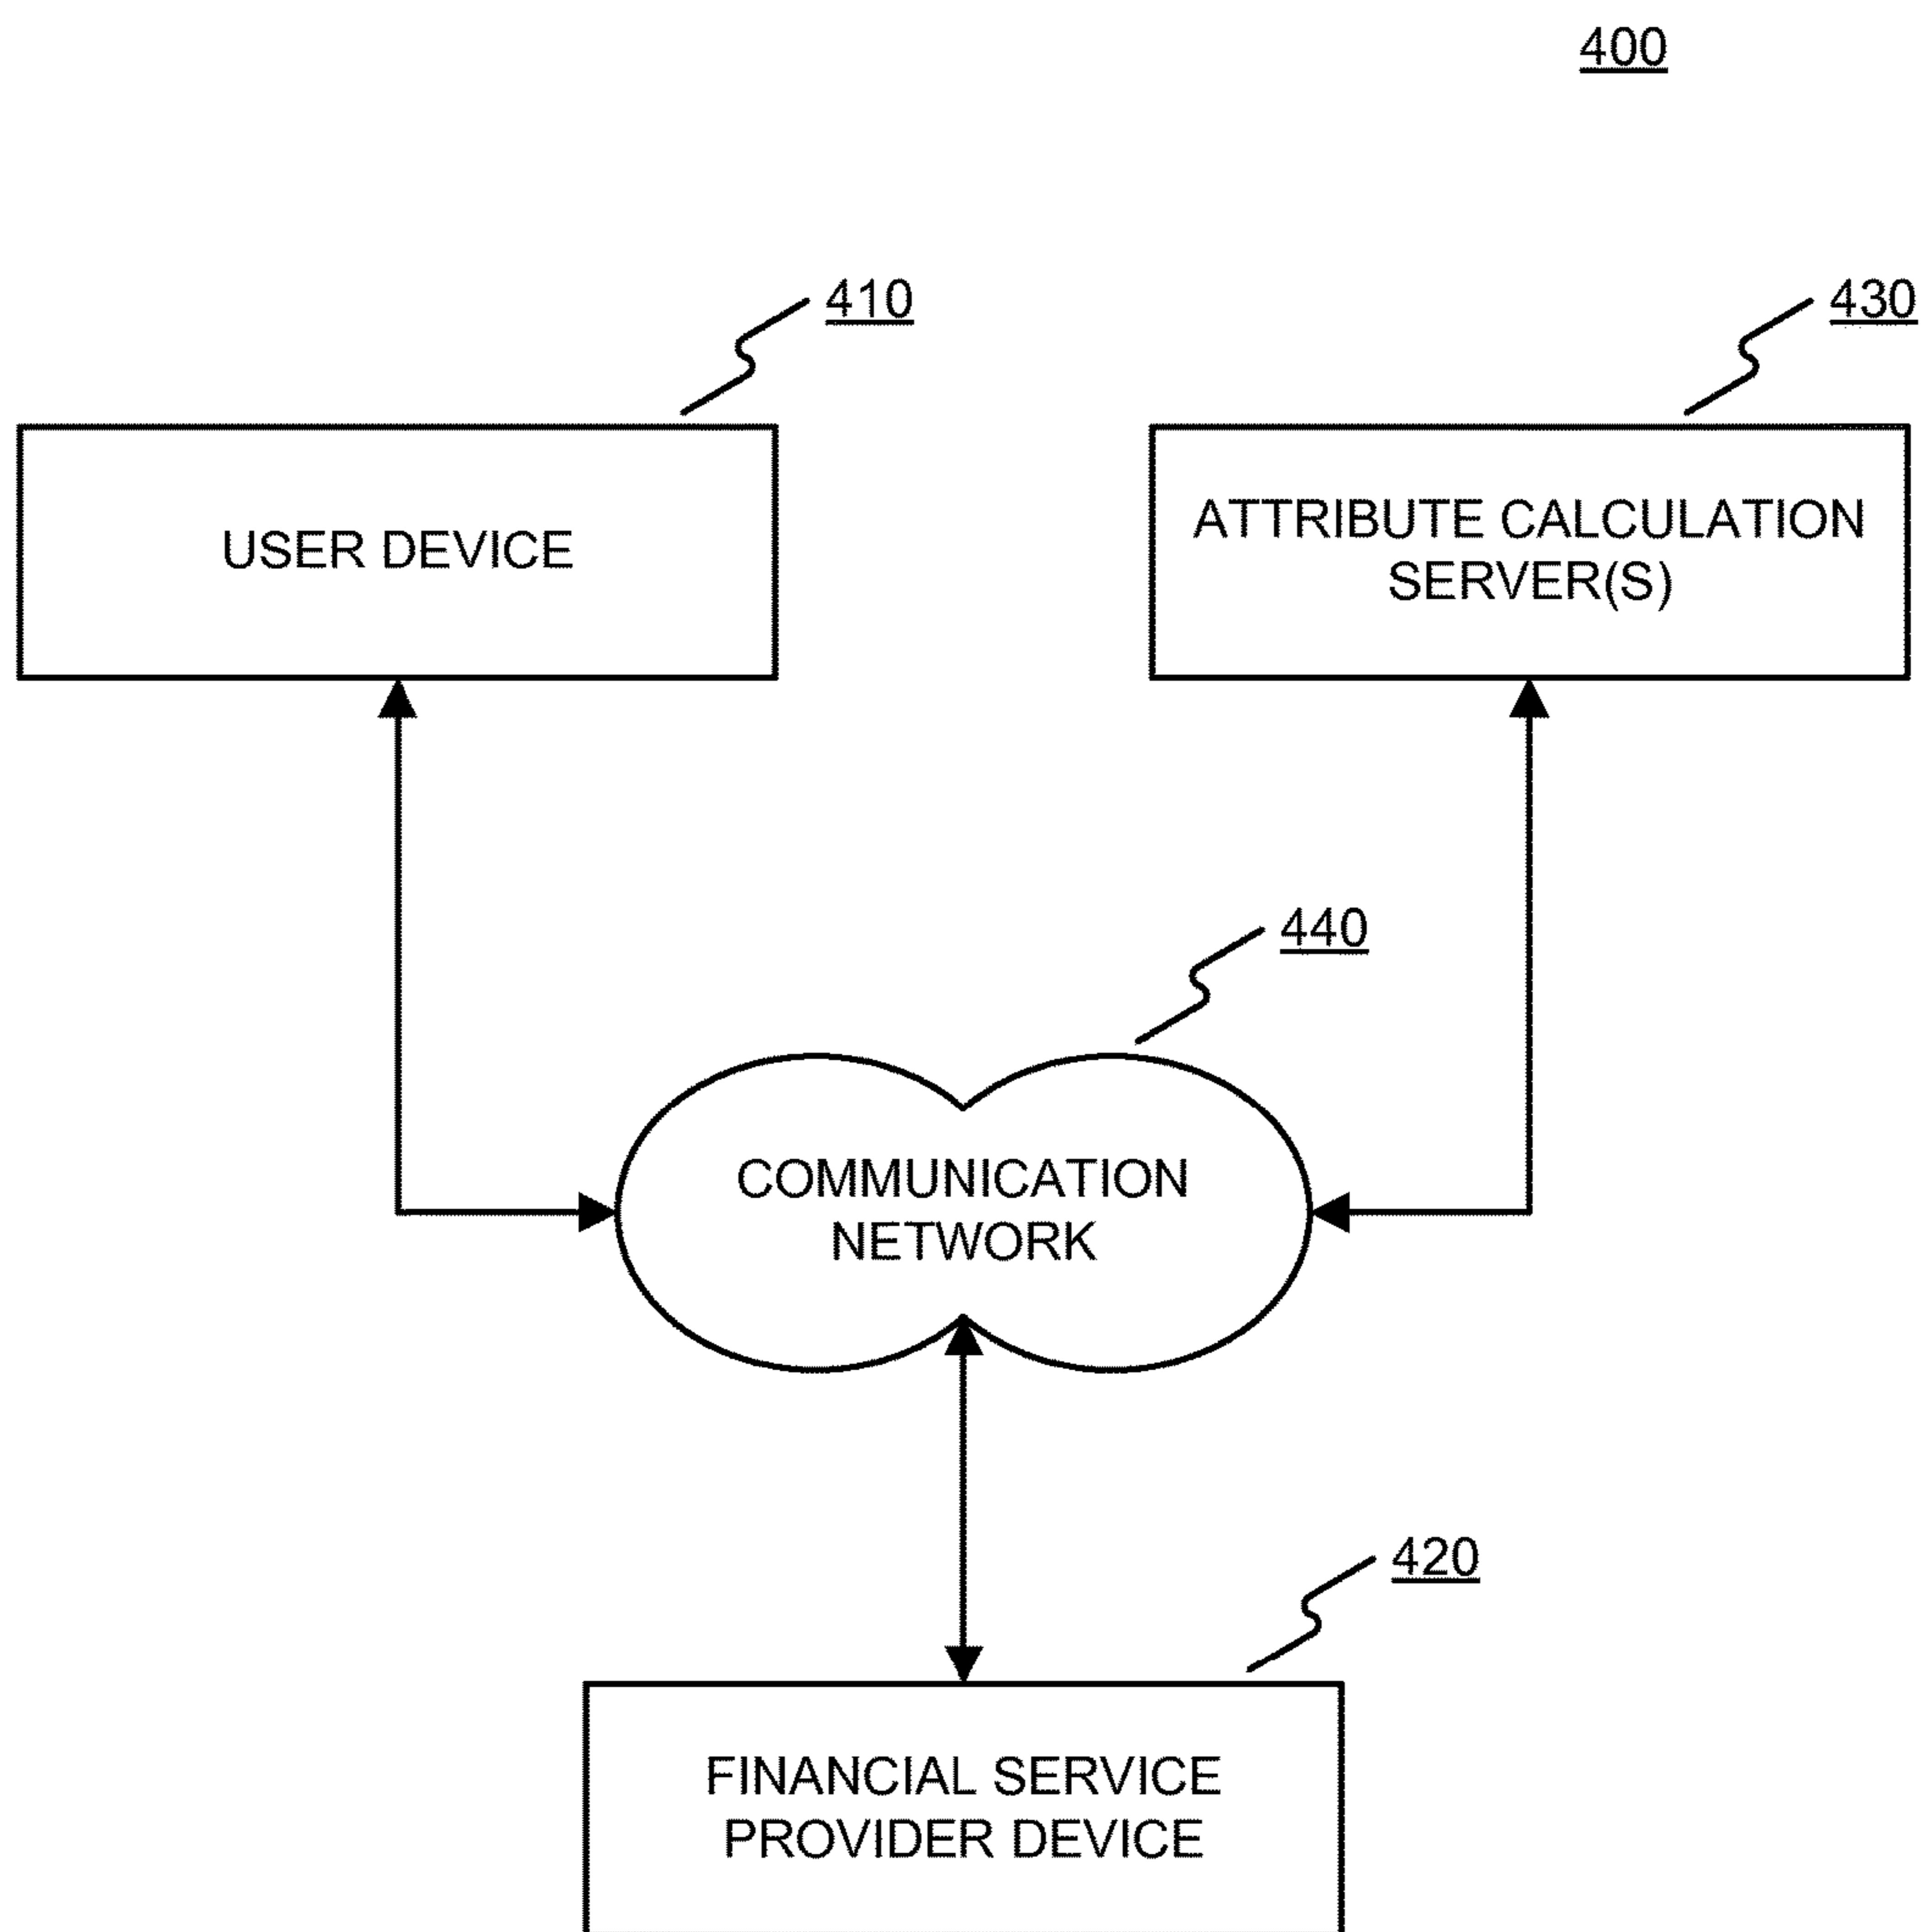 400
410
430
USER DEVICE
ATTRIBUTE CALCULATION
SERVER(S)
440
COMMUNICATION
NETWORK
420
FINANCIAL SERVICE
PROVIDER DEVICE